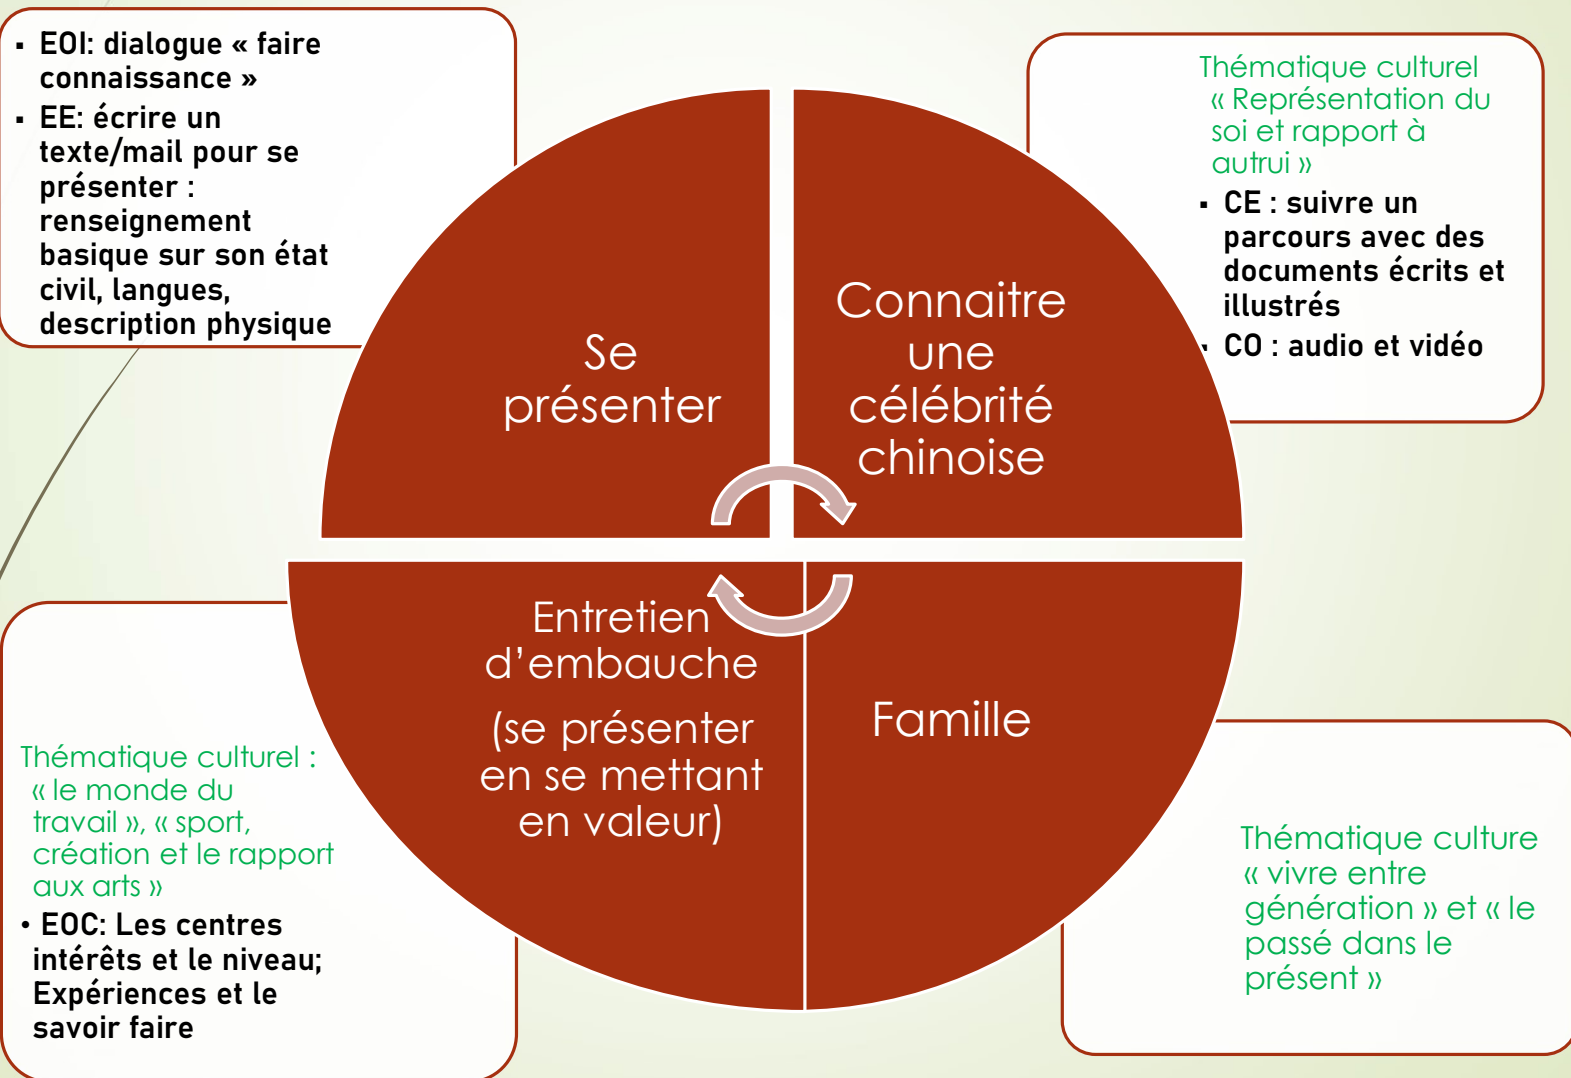 ▪ EOI: dialogue « faire
connaissance »
▪ EE: écrire un
texte/mail pour se
présenter :
renseignement
basique sur son état
civil, langues,
description physique
Se
présenter
Connaitre
une
célébrité
chinoise
Thématique culturel
« Représentation du
soi et rapport à
autrui »
▪ CE : suivre un
parcours avec des
documents écrits et
illustrés
▪ CO : audio et vidéo
Thématique culturel :
« le monde du
travail », « sport,
création et le rapport
aux arts »
• EOC: Les centres
intérêts et le niveau;
Expériences et le
savoir faire
Entretien
d’embauche
(se présenter
en se mettant
en valeur)
Famille
Thématique culture
« vivre entre
génération » et « le
passé dans le
présent »